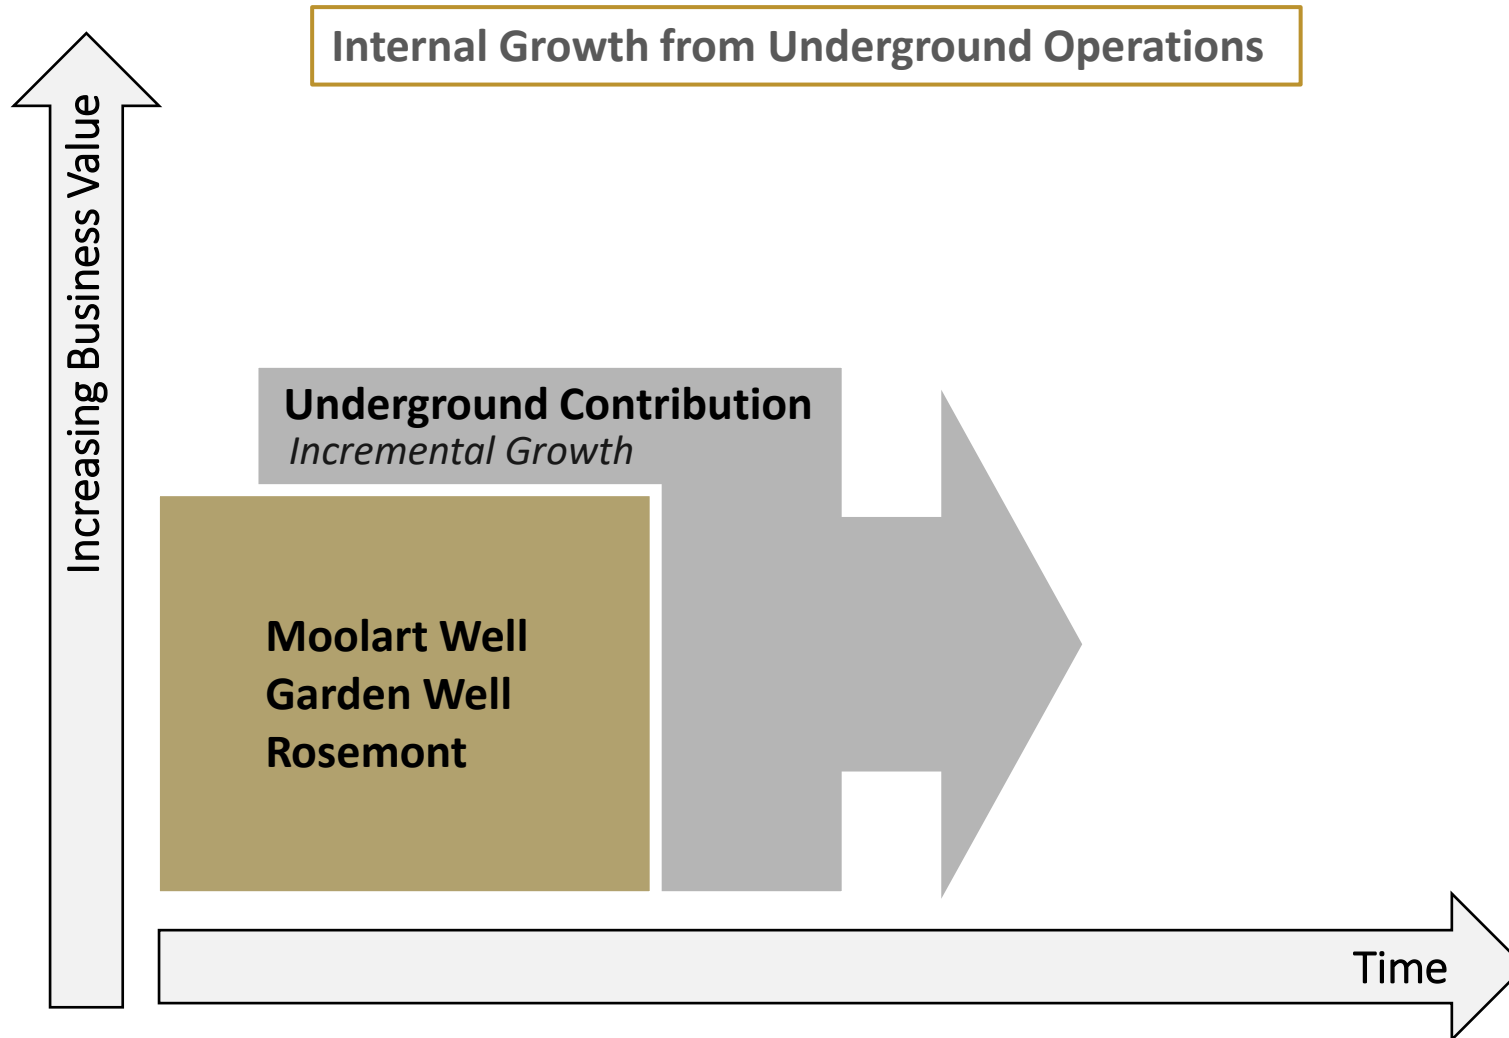 Internal Growth from Underground Operations
Increasing Business Value
Underground Contribution
Incremental Growth
Moolart Well
Garden Well
Rosemont
Time